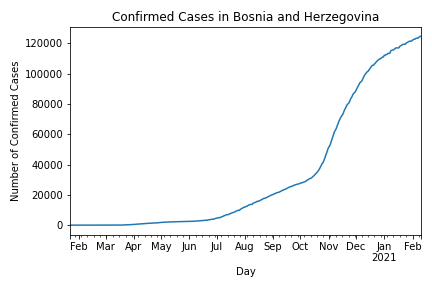 Confirmed Cases in Bosnia and Herzegovina
Number of Confirmed Cases
120000
100000
80000
60000
40000
20000
0
Feb Mar Apr May Jun Jul Aug Sep Oct Nov Dec Jan Feb
2021
Day